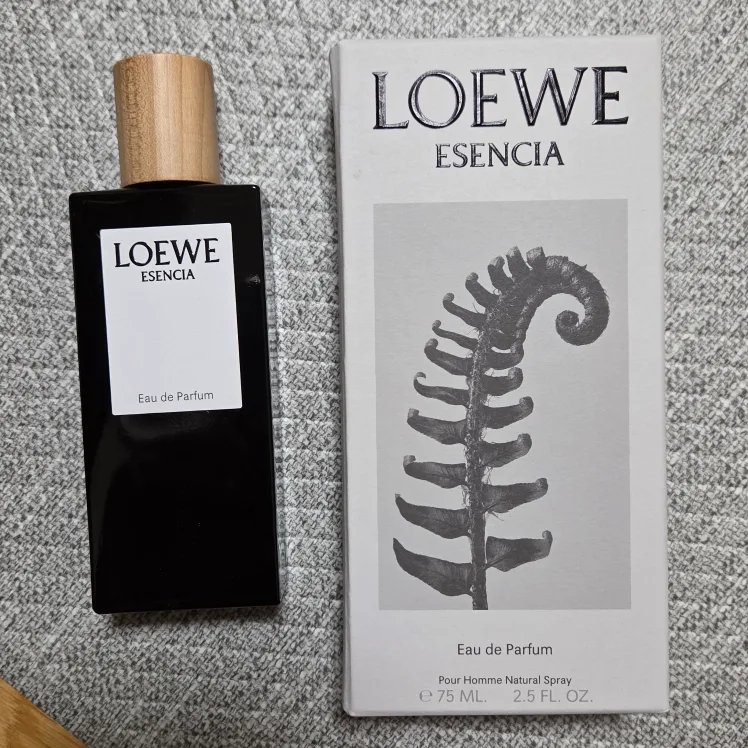 LOEWE
ESENCIA
Eau de Parfum
LOEWE
ESENCIA
Eau de Parfum
Pour Homme Natural Spray
℮ 75 ML. 2.5 FL. OZ.